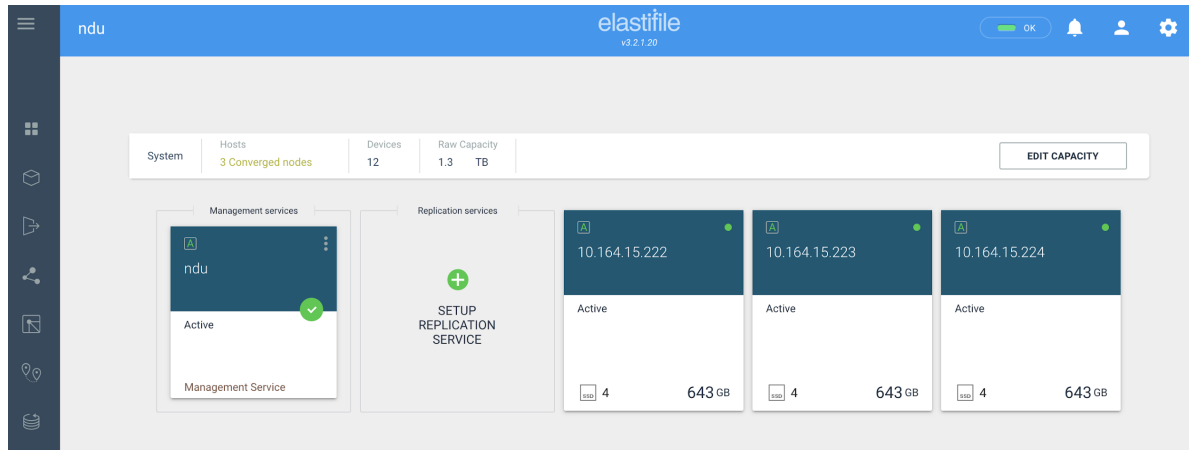 ndu
elastifile
v3.2.1.20
OK
System
Hosts
3 Converged nodes
Devices
12
Raw Capacity
1.3 TB
EDIT CAPACITY
Management services
A
ndu
Active
Management Service
Replication services
SETUP
REPLICATION
SERVICE
A
10.164.15.222
Active
SSD 4 643 GB
A
10.164.15.223
Active
SSD 4 643 GB
A
10.164.15.224
Active
SSD 4 643 GB